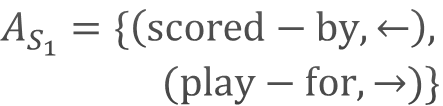 A_{S_1} = {(scored − by, ←),
(play − for, →)}